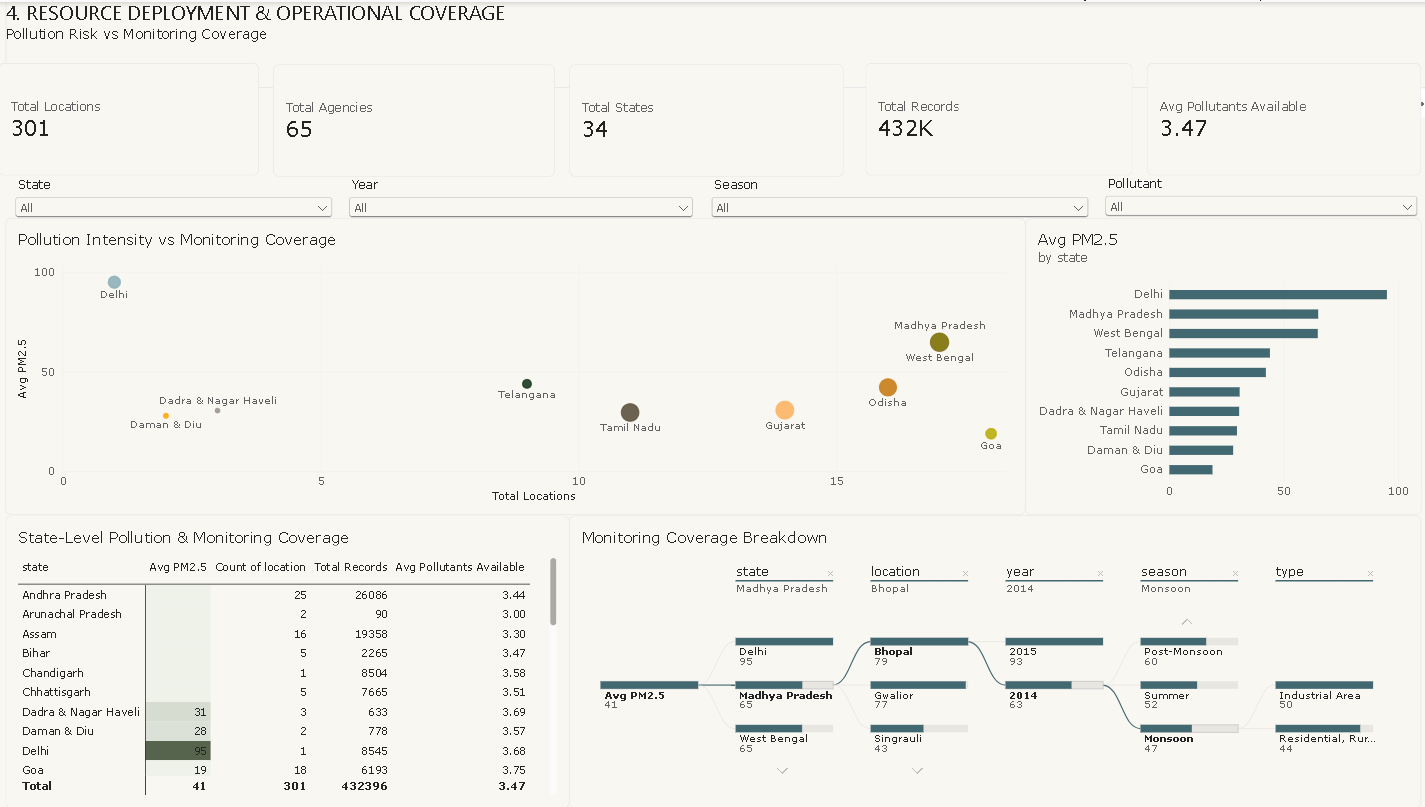 4. RESOURCE DEPLOYMENT & OPERATIONAL COVERAGE
Pollution Risk vs Monitoring Coverage
Total Locations
301
Total Agencies
65
Total States
34
Total Records
432K
Avg Pollutants Available
3.47
State
All
Year
All
Season
All
Pollutant
All
Pollution Intensity vs Monitoring Coverage
Avg PM2.5
100
50
0
Delhi
Dadra & Nagar Haveli
Daman & Diu
Telangana
Tamil Nadu
Gujarat
Madhya Pradesh
West Bengal
Odisha
Goa
0 5 10 15
Total Locations
Avg PM2.5
by state
Delhi
Madhya Pradesh
West Bengal
Telangana
Odisha
Gujarat
Dadra & Nagar Haveli
Tamil Nadu
Daman & Diu
Goa
0 50 100
State-Level Pollution & Monitoring Coverage
state Avg PM2.5 Count of location Total Records Avg Pollutants Available
Andhra Pradesh 25 26086 3.44
Arunachal Pradesh 2 90 3.00
Assam 16 19358 3.30
Bihar 5 2265 3.47
Chandigarh 1 8504 3.58
Chhattisgarh 5 7665 3.51
Dadra & Nagar Haveli 31 3 633 3.69
Daman & Diu 28 2 778 3.57
Delhi 95 1 8545 3.68
Goa 19 18 6193 3.75
Total 41 301 432396 3.47
Monitoring Coverage Breakdown
Avg PM2.5
41
state
Madhya Pradesh
Delhi
95
Madhya Pradesh
65
West Bengal
65
location
Bhopal
Bhopal
79
Gwalior
77
Singrauli
43
year
2014
2015
93
2014
63
season
Monsoon
Post-Monsoon
60
Summer
52
Monsoon
47
type
Industrial Area
50
Residential, Rur...
44